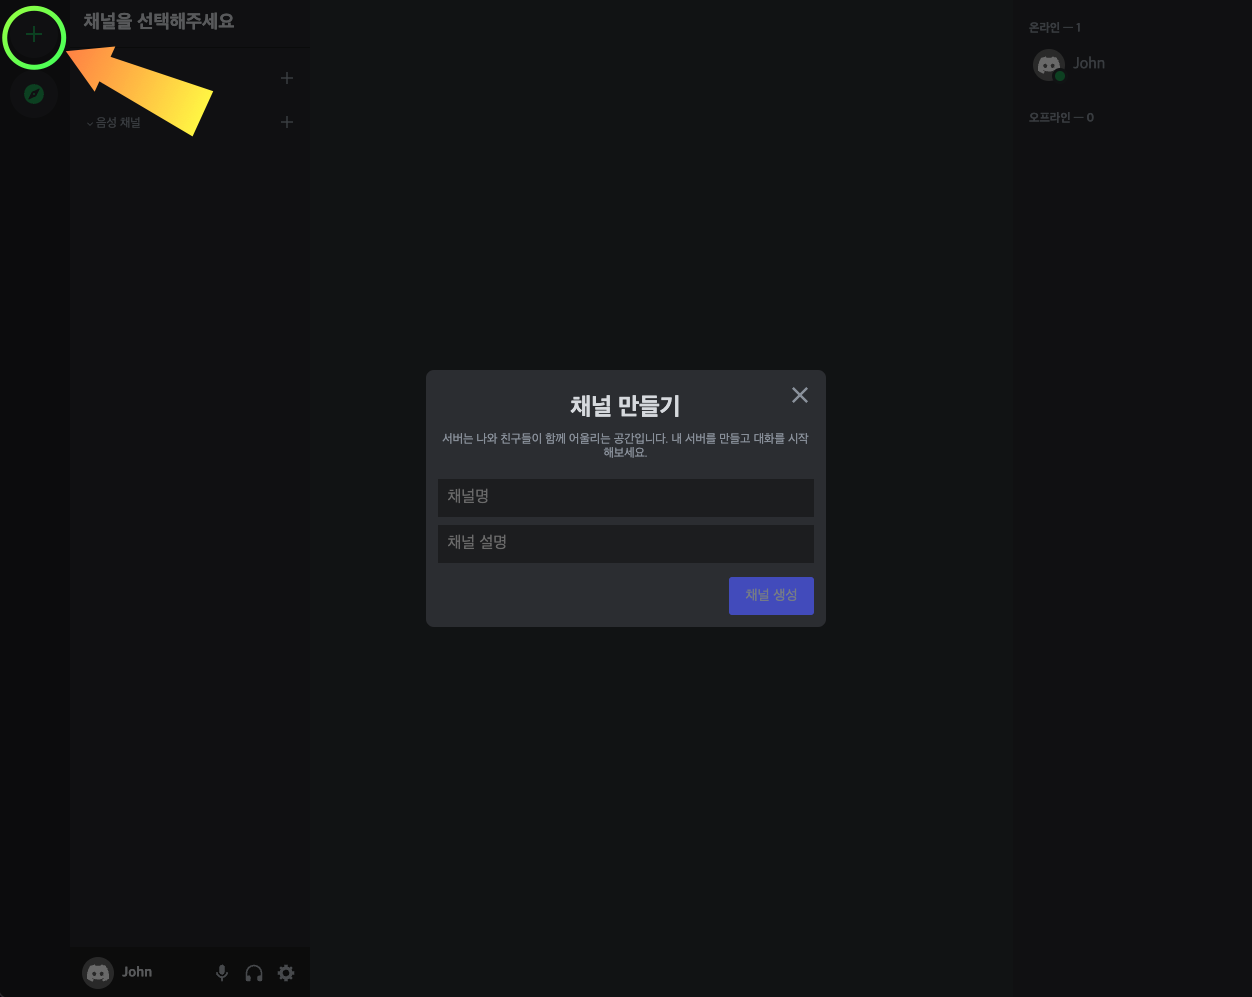 채널을 선택해주세요
음성 채널
온라인 — 1
John
오프라인 — 0
채널 만들기
서버는 나와 친구들이 함께 어울리는 공간입니다. 내 서버를 만들고 대화를 시작
해보세요.
채널명
채널 설명
채널 생성
John